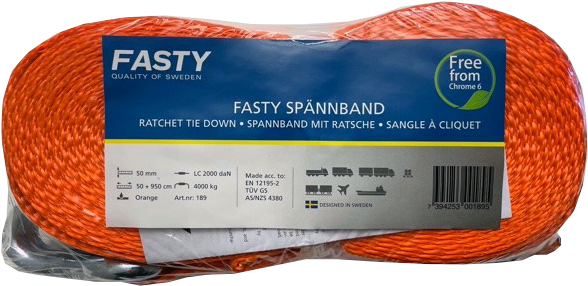 FASTY
QUALITY OF SWEDEN
Free
from
Chrome 6
FASTY SPÄNNBAND
RATCHET TIE DOWN • SPANNBAND MIT RATSCHE • SANGLE À CLIQUET
50 mm
LC 2000 daN
50 + 950 cm
4000 kg
Orange
Art.nr: 189
Made acc. to:
EN 12195-2
TÜV GS
AS/NZS 4380
DESIGNED IN SWEDEN
7 394253 001895